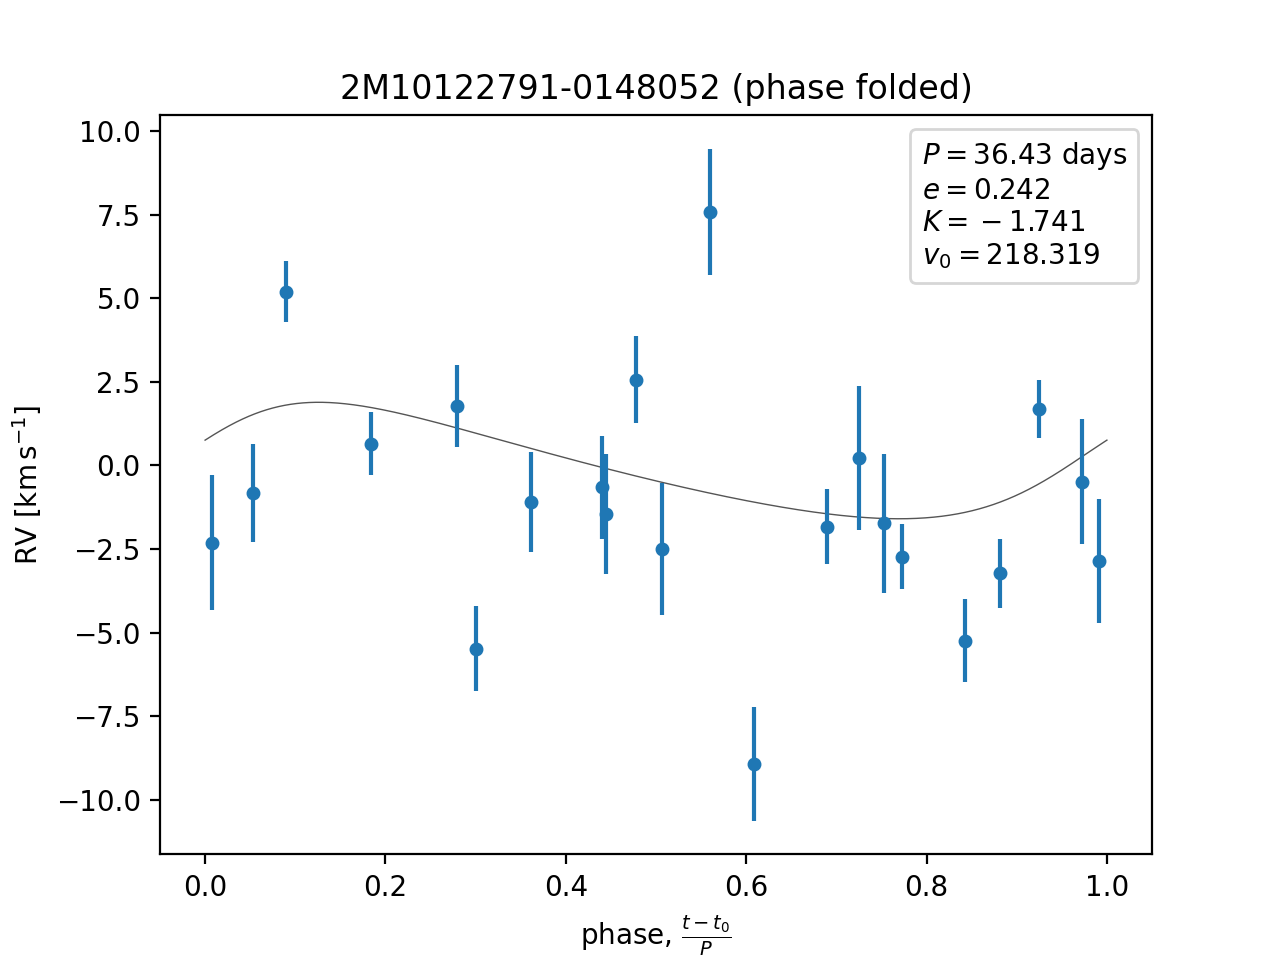 2M10122791-0148052 (phase folded)
P = 36.43 days
e = 0.242
K = −1.741
v₀ = 218.319
10.0
7.5
5.0
2.5
0.0
−2.5
−5.0
−7.5
−10.0
RV [km s⁻¹]
0.0 0.2 0.4 0.6 0.8 1.0
phase, (t − t₀)/P